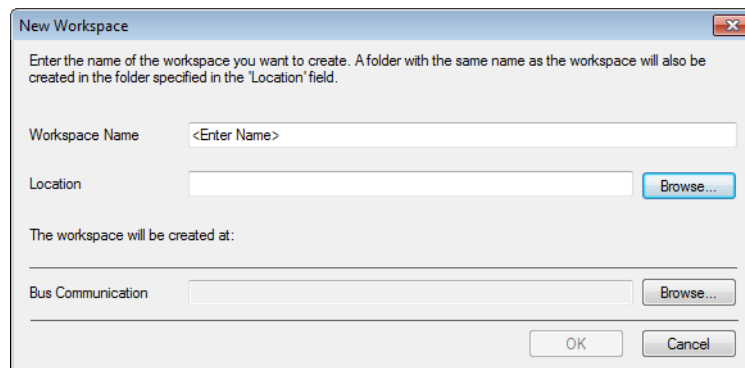 New Workspace
Enter the name of the workspace you want to create. A folder with the same name as the workspace will also be
created in the folder specified in the 'Location' field.
Workspace Name <Enter Name>
Location Browse...
The workspace will be created at:
Bus Communication Browse...
OK Cancel